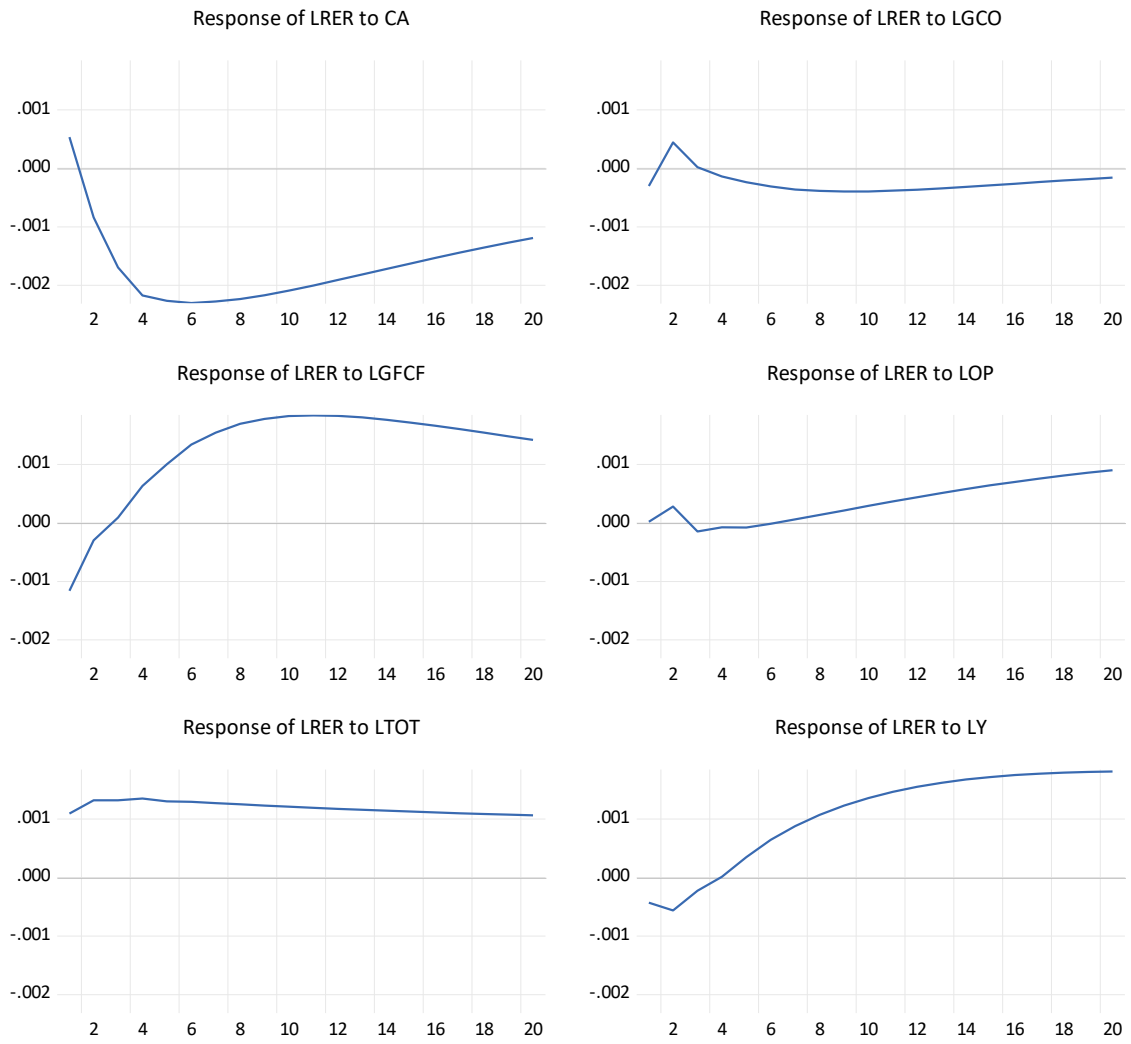 Response of LRER to CA
.001
.000
-.001
-.002
2 4 6 8 10 12 14 16 18 20
Response of LRER to LGCO
.001
.000
-.001
-.002
2 4 6 8 10 12 14 16 18 20
Response of LRER to LGFCF
.001
.000
-.001
-.002
2 4 6 8 10 12 14 16 18 20
Response of LRER to LOP
.001
.000
-.001
-.002
2 4 6 8 10 12 14 16 18 20
Response of LRER to LTOT
.001
.000
-.001
-.002
2 4 6 8 10 12 14 16 18 20
Response of LRER to LY
.001
.000
-.001
-.002
2 4 6 8 10 12 14 16 18 20